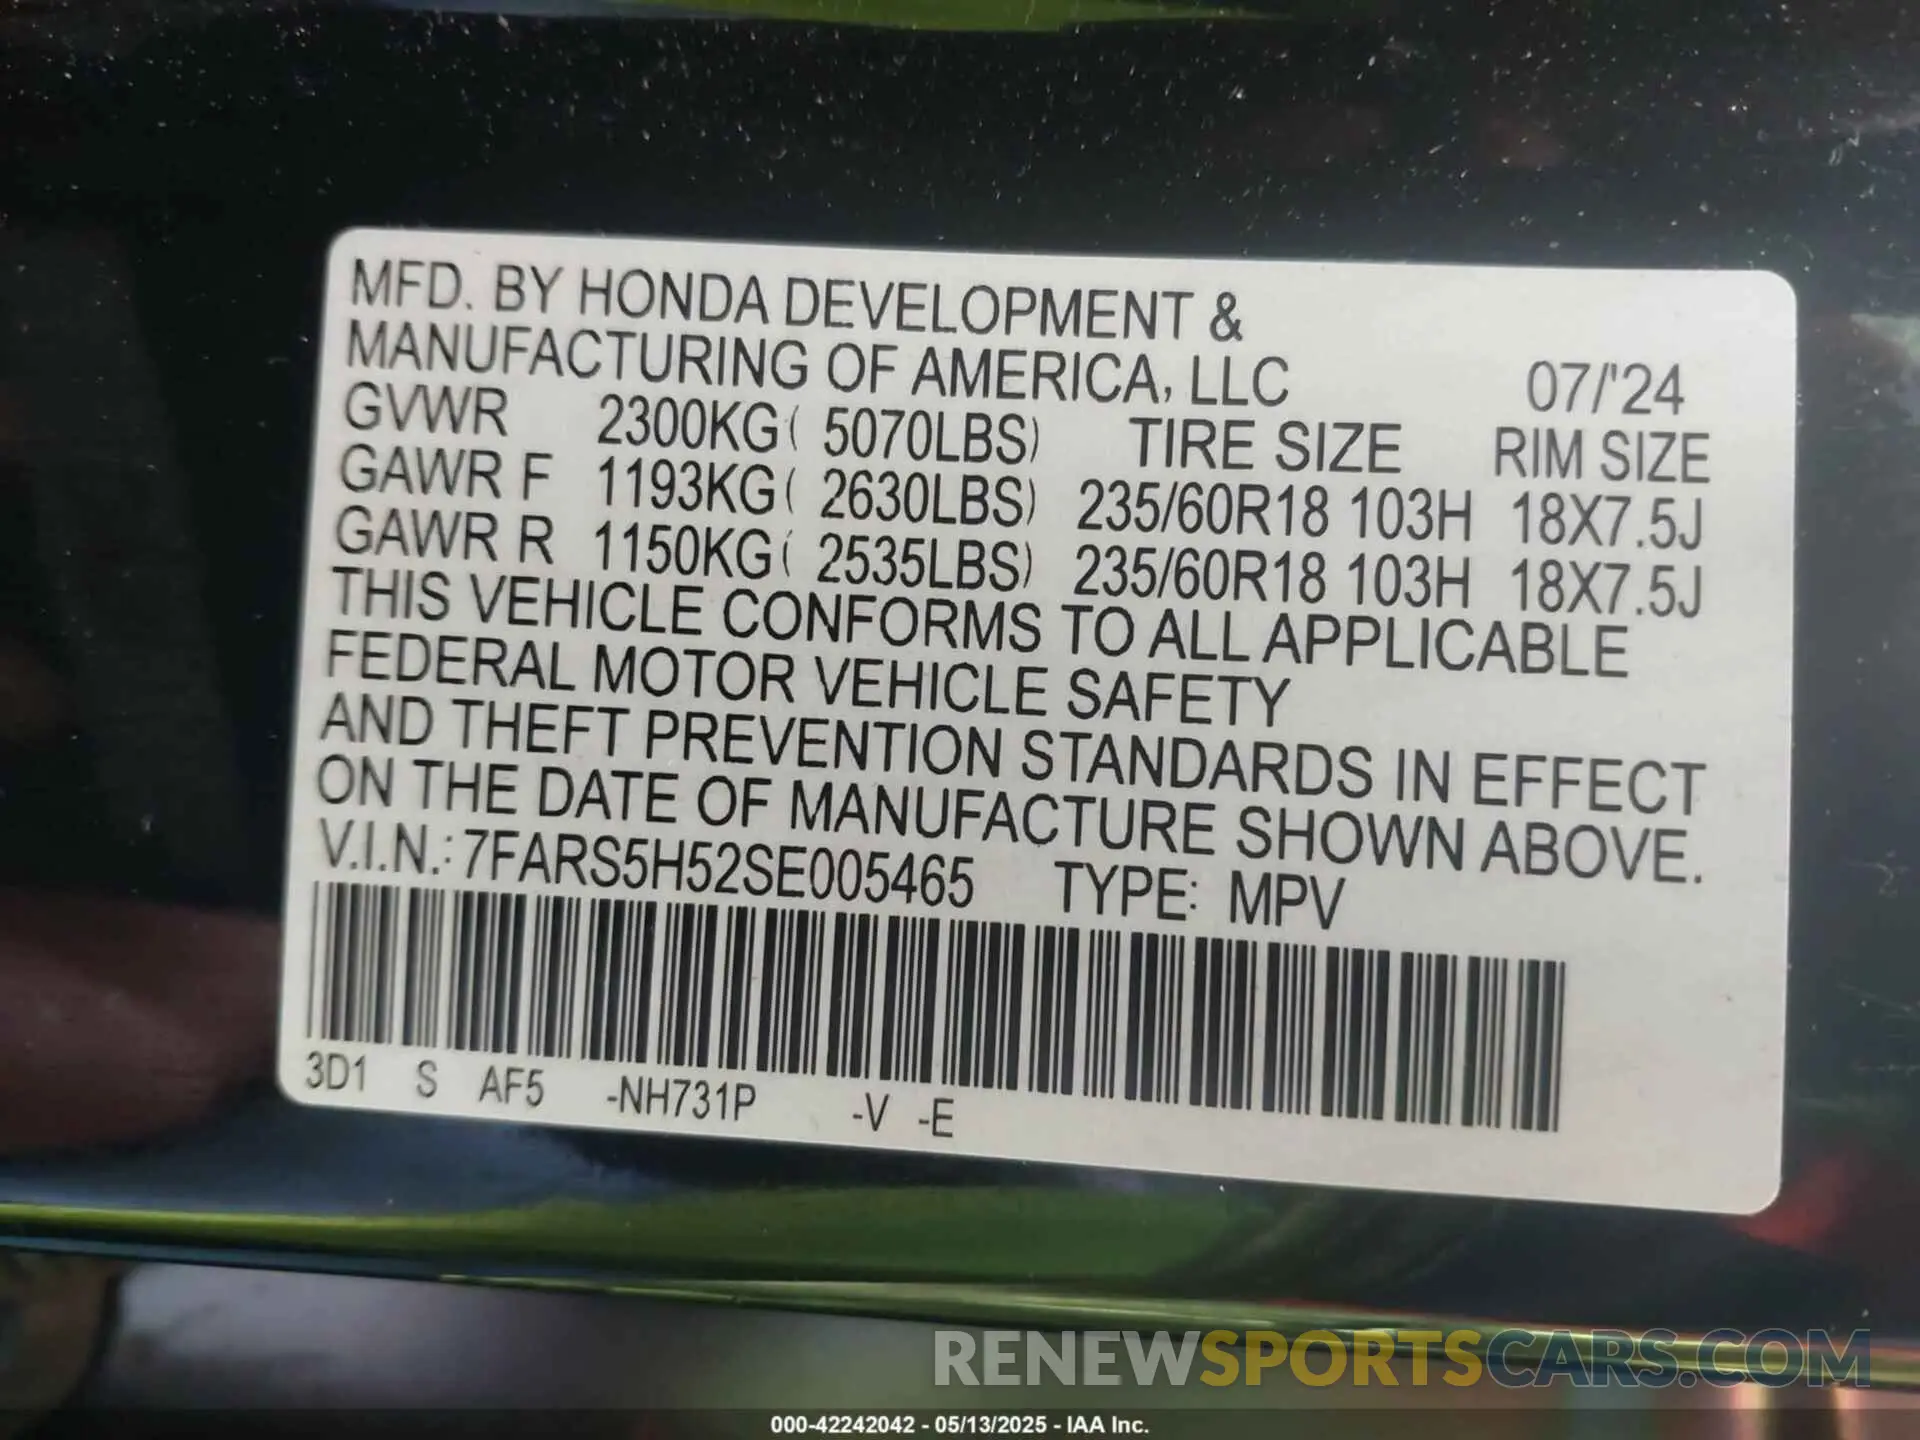 MFD. BY HONDA DEVELOPMENT &
MANUFACTURING OF AMERICA, LLC 07/'24
GVWR 2300KG( 5070LBS) TIRE SIZE RIM SIZE
GAWR F 1193KG( 2630LBS) 235/60R18 103H 18X7.5J
GAWR R 1150KG( 2535LBS) 235/60R18 103H 18X7.5J
THIS VEHICLE CONFORMS TO ALL APPLICABLE
FEDERAL MOTOR VEHICLE SAFETY
AND THEFT PREVENTION STANDARDS IN EFFECT
ON THE DATE OF MANUFACTURE SHOWN ABOVE.
V.I.N.: 7FARS5H52SE005465 TYPE: MPV
3D1 S AF5 -NH731P -V -E
RENEWSPORTSCARS.COM
000-42242042 - 05/13/2025 - IAA Inc.